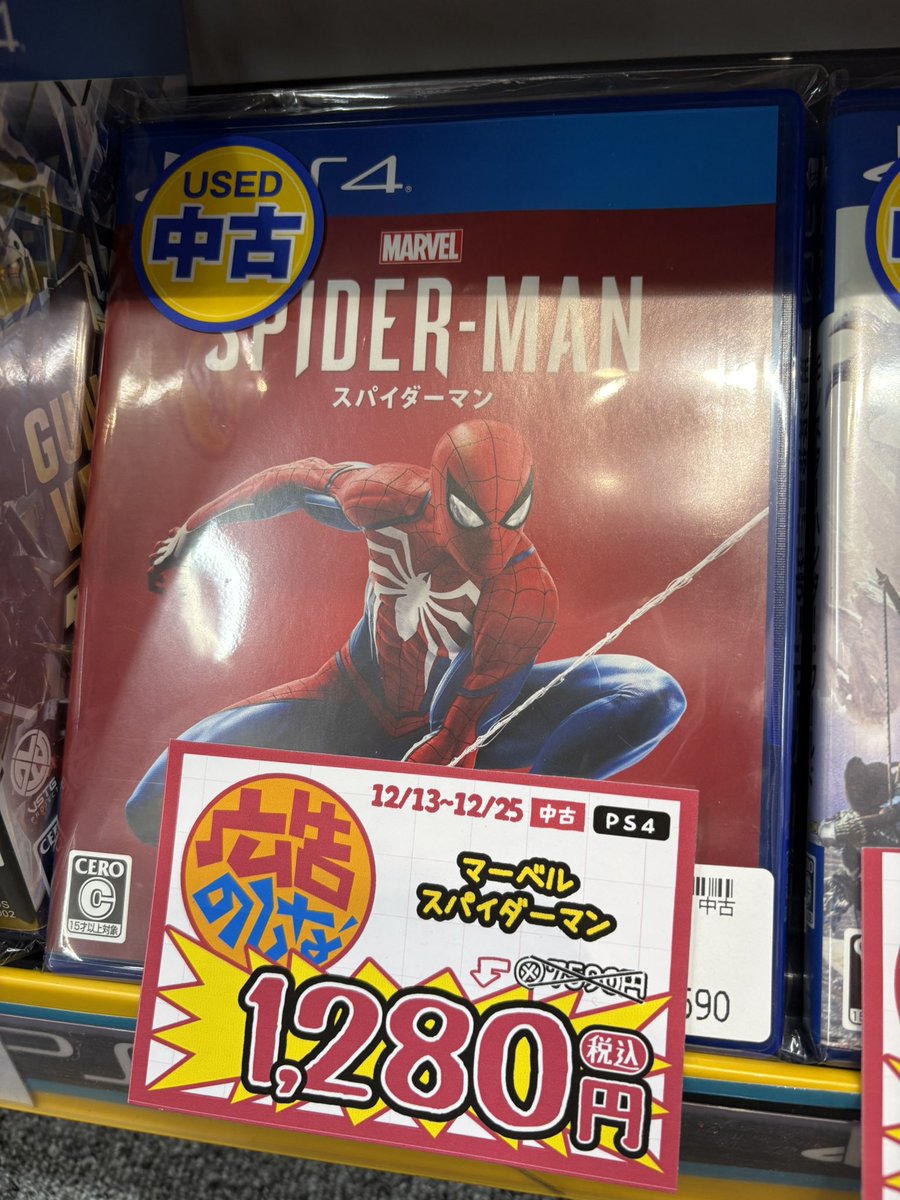 USED
中古
PS4
MARVEL
SPIDER-MAN
スパイダーマン
12/13~12/25 中古 PS4
広告
の品
マーベル
スパイダーマン
1,280円
税込
CERO
C
15才以上対象
中古
590
GU